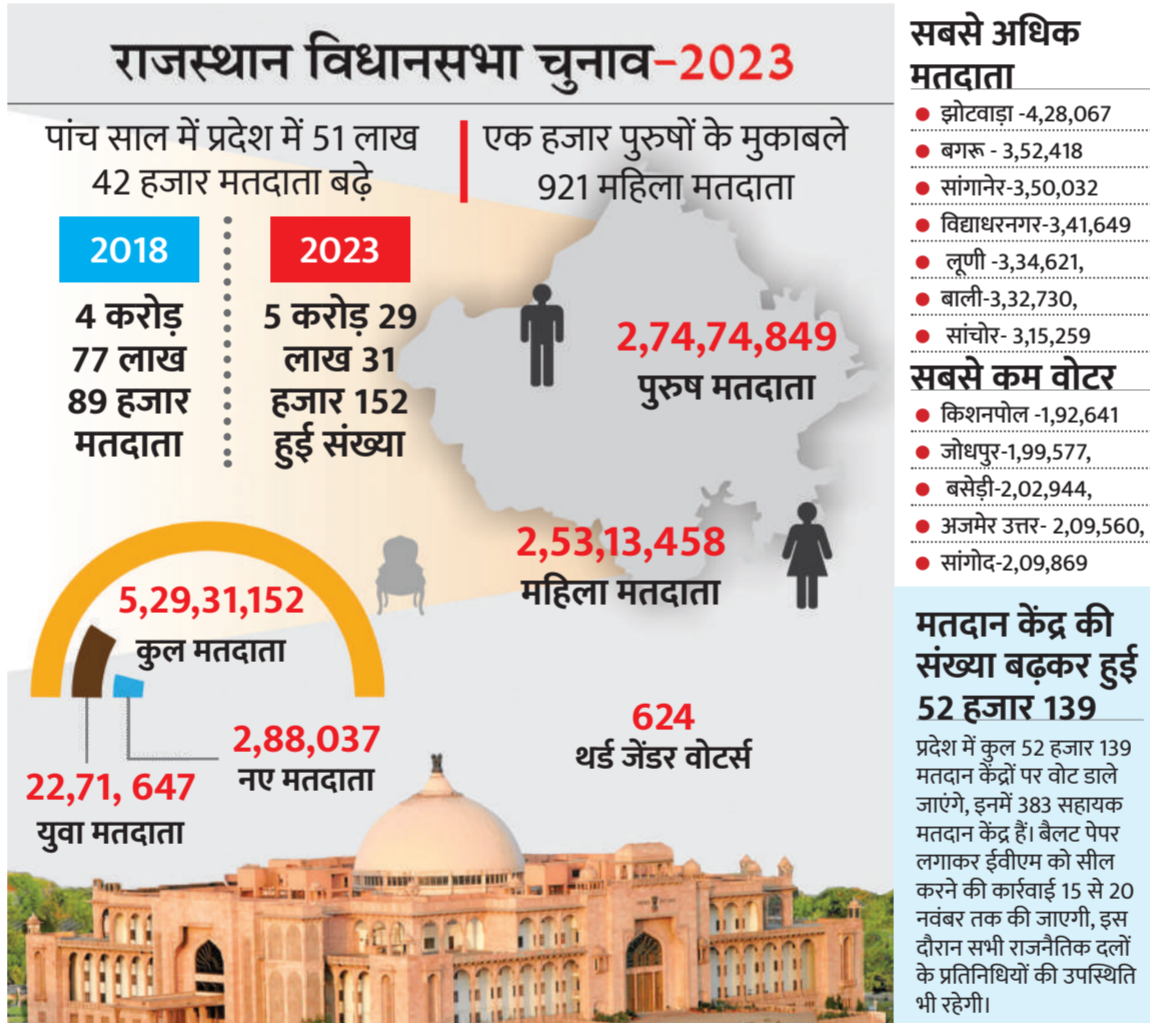 राजस्थान विधानसभा चुनाव-2023
पांच साल में प्रदेश में 51 लाख
42 हजार मतदाता बढ़े
एक हजार पुरुषों के मुकाबले
921 महिला मतदाता
2018
4 करोड़
77 लाख
89 हजार
मतदाता
2023
5 करोड़ 29
लाख 31
हजार 152
हुई संख्या
2,74,74,849
पुरुष मतदाता
2,53,13,458
महिला मतदाता
5,29,31,152
कुल मतदाता
2,88,037
नए मतदाता
22,71, 647
युवा मतदाता
624
थर्ड जेंडर वोटर्स
सबसे अधिक
मतदाता
झोटवाड़ा -4,28,067
बगरू - 3,52,418
सांगानेर-3,50,032
विद्याधरनगर-3,41,649
लूणी -3,34,621,
बाली-3,32,730,
सांचोर- 3,15,259
सबसे कम वोटर
किशनपोल -1,92,641
जोधपुर-1,99,577,
बसेड़ी-2,02,944,
अजमेर उत्तर- 2,09,560,
सांगोद-2,09,869
मतदान केंद्र की
संख्या बढ़कर हुई
52 हजार 139
प्रदेश में कुल 52 हजार 139
मतदान केंद्रों पर वोट डाले
जाएंगे, इनमें 383 सहायक
मतदान केंद्र हैं। बैलट पेपर
लगाकर ईवीएम को सील
करने की कार्रवाई 15 से 20
नवंबर तक की जाएगी, इस
दौरान सभी राजनैतिक दलों
के प्रतिनिधियों की उपस्थिति
भी रहेगी।